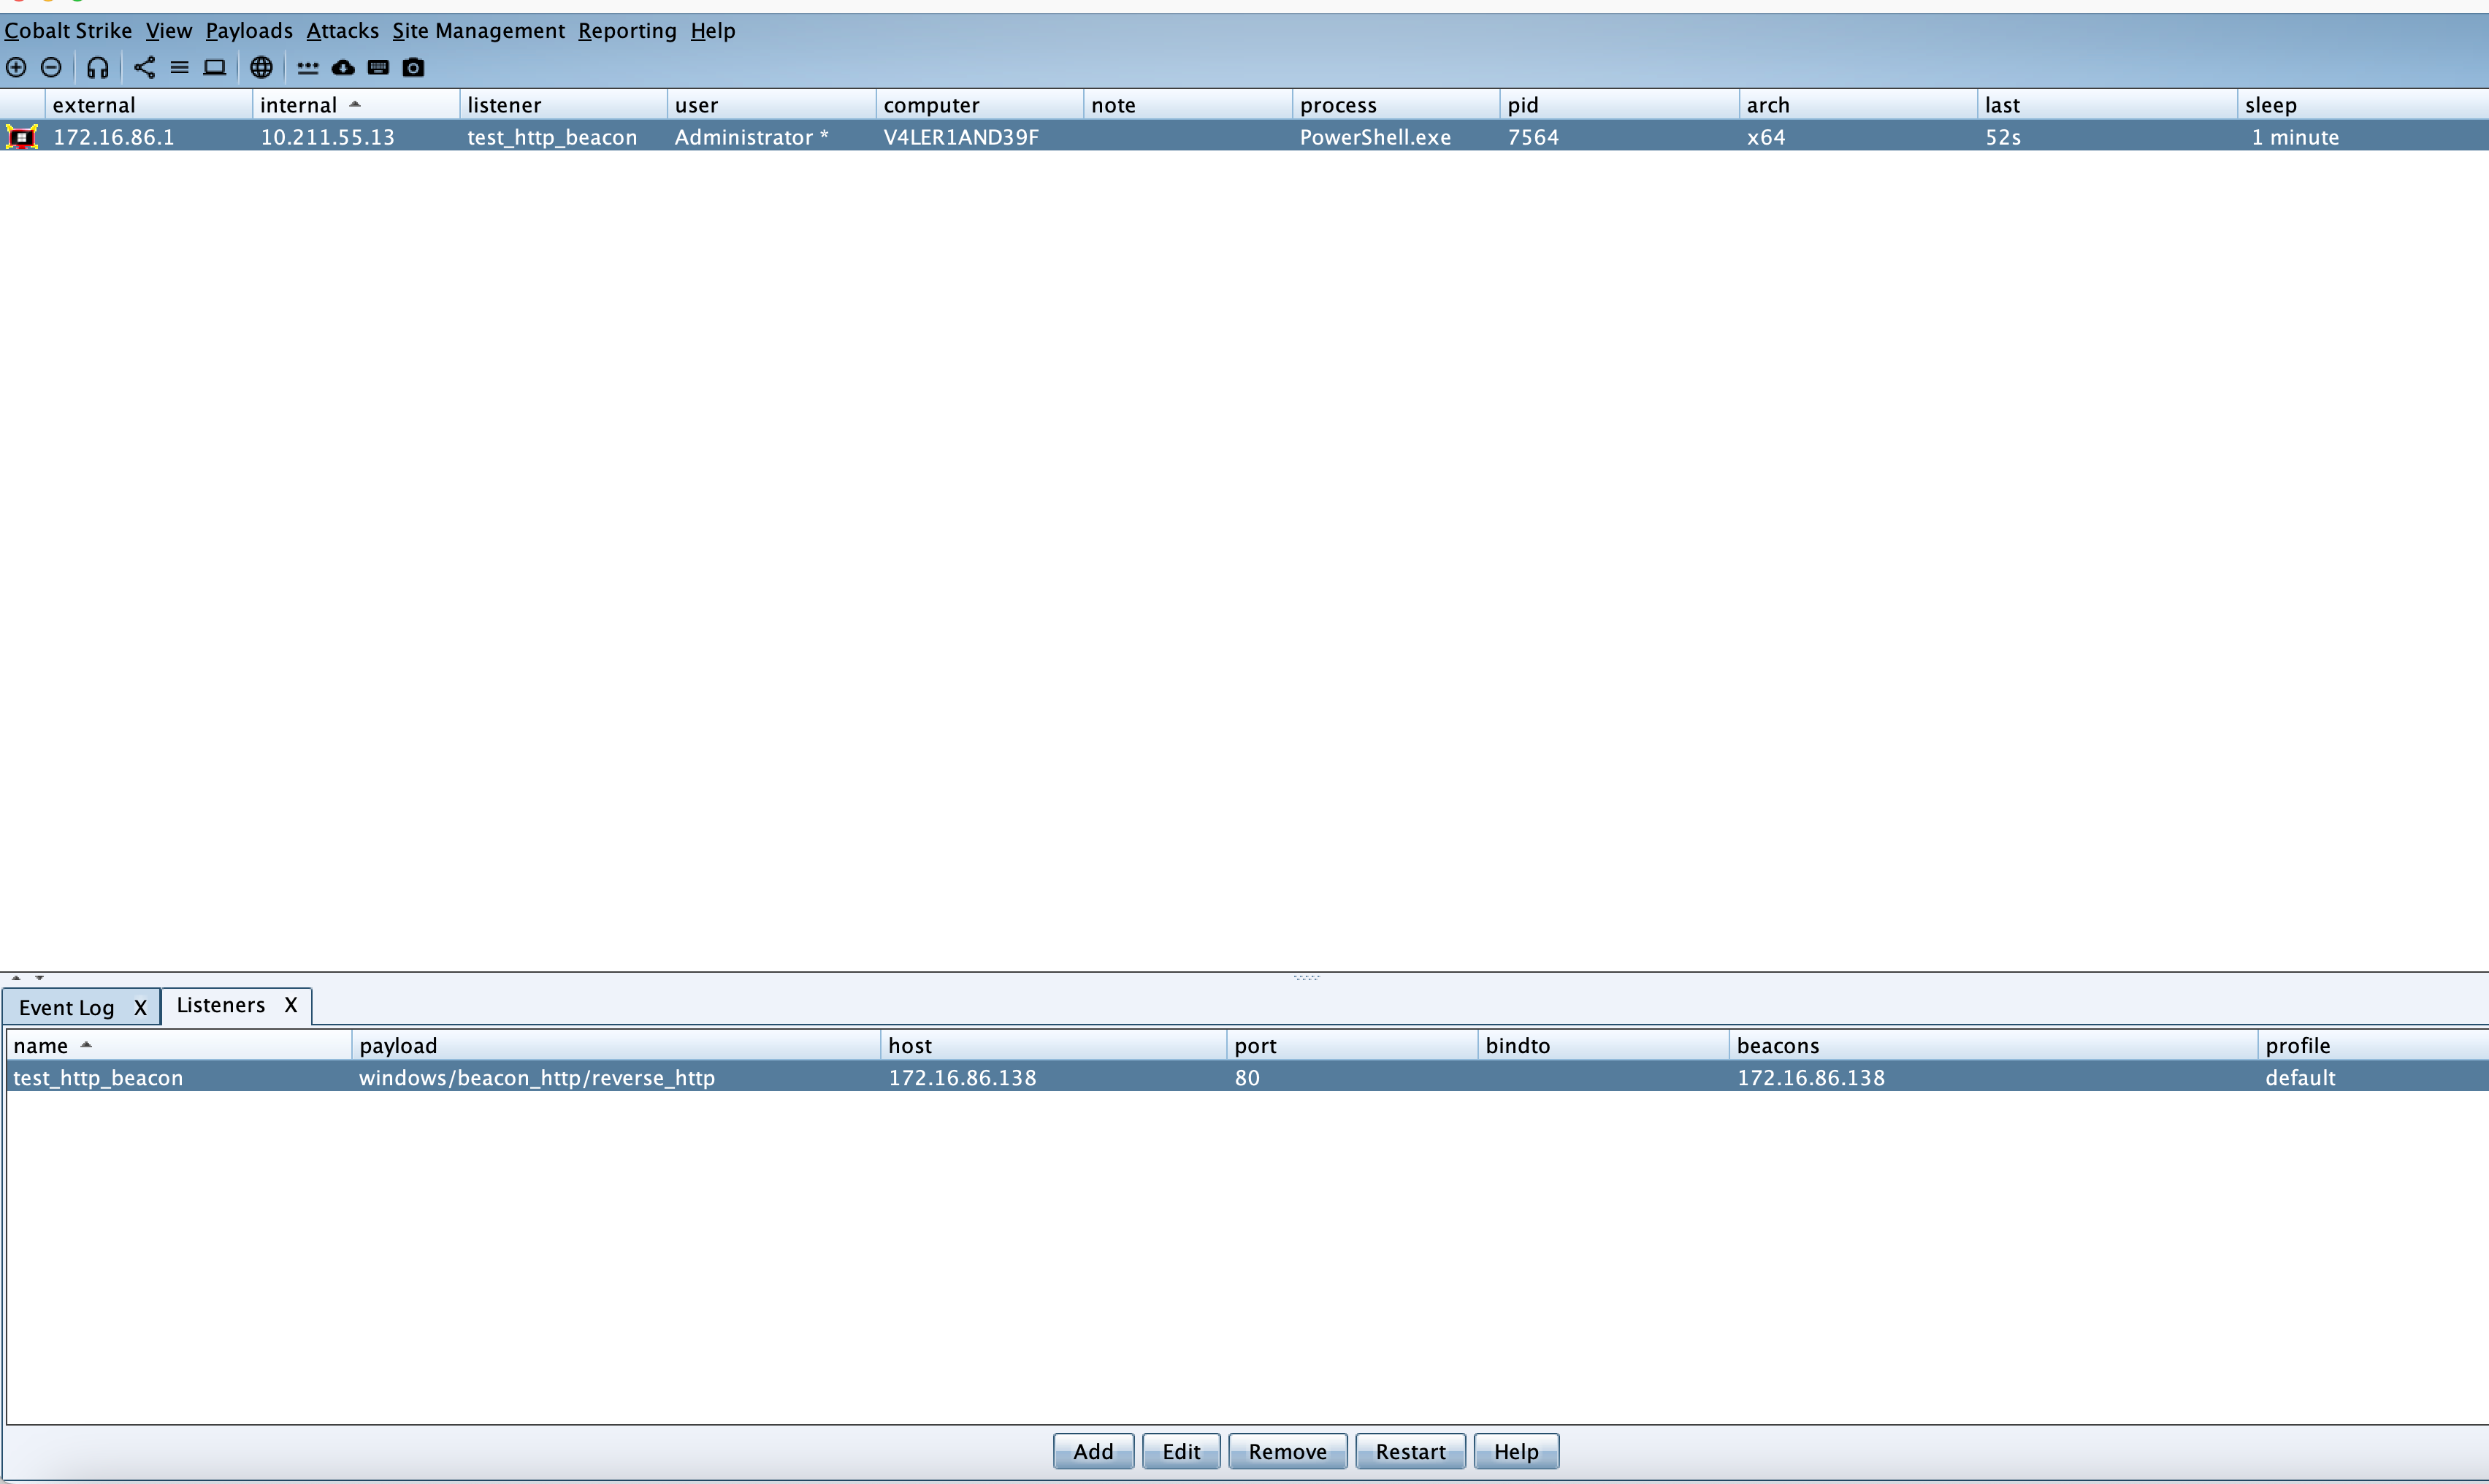 Cobalt Strike View Payloads Attacks Site Management Reporting Help
external internal listener user computer note process pid arch last sleep
172.16.86.1 10.211.55.13 test_http_beacon Administrator * V4LER1AND39F PowerShell.exe 7564 x64 52s 1 minute
Event Log X Listeners X
name payload host port bindto beacons profile
test_http_beacon windows/beacon_http/reverse_http 172.16.86.138 80 172.16.86.138 default
Add Edit Remove Restart Help